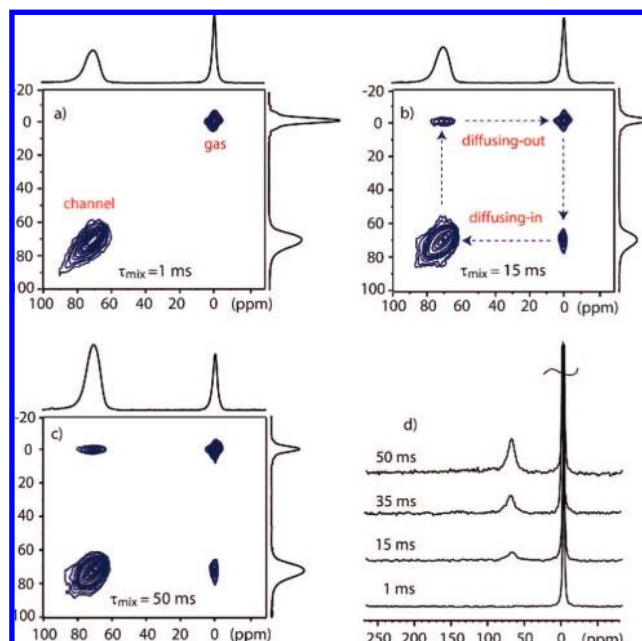 -20
0
20
40
60
80
00
a)
gas
channel
τmix = 1 ms
100 80 60 40 20 0 (ppm)
-20
0
20
40
60
80
100
b)
diffusing-out
diffusing-in
τmix = 15 ms
100 80 60 40 20 0 (ppm)
-20
0
20
40
60
80
100
c)
τmix = 50 ms
100 80 60 40 20 0 (ppm)
d)
50 ms
35 ms
15 ms
1 ms
250 200 150 100 50 0 (ppm)